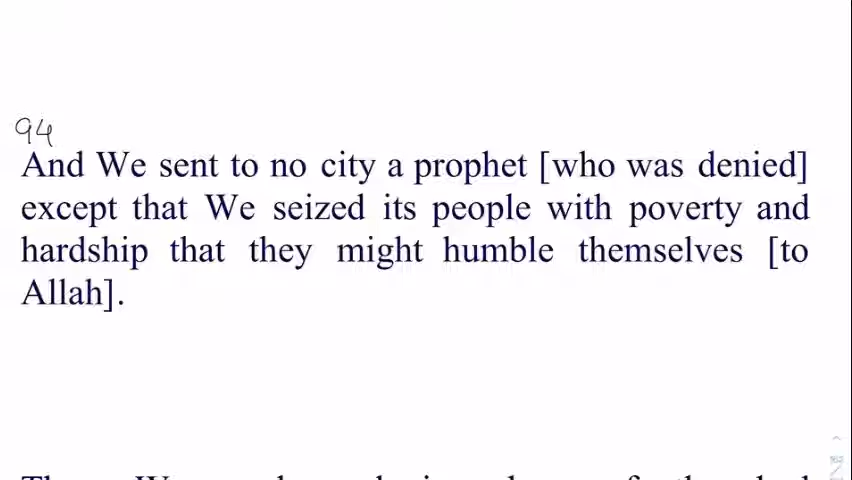 94
And We sent to no city a prophet [who was denied]
except that We seized its people with poverty and
hardship that they might humble themselves [to
Allah].